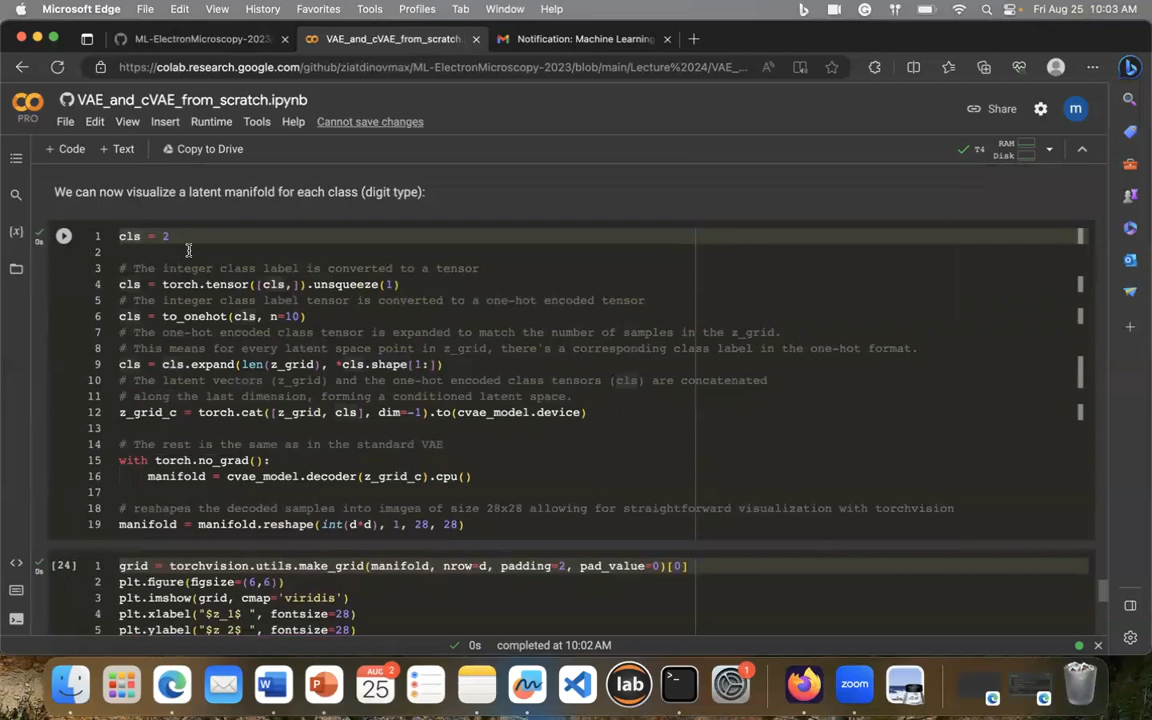 Microsoft Edge File Edit View History Favorites Tools Profiles Tab Window Help Fri Aug 25 10:03 AM
ML-ElectronMicroscopy-2023
VAE_and_cVAE_from_scratch
Notification: Machine Learning
https://colab.research.google.com/github/ziatdinovmax/ML-ElectronMicroscopy-2023/blob/main/Lecture%2024/VAE_...
PRO
VAE_and_cVAE_from_scratch.ipynb
File Edit View Insert Runtime Tools Help Cannot save changes
Share
m
+ Code + Text Copy to Drive
T4
RAM
Disk
We can now visualize a latent manifold for each class (digit type):
0s
1 cls = 2
2
3 # The integer class label is converted to a tensor
4 cls = torch.tensor([cls,]).unsqueeze(1)
5 # The integer class label tensor is converted to a one-hot encoded tensor
6 cls = to_onehot(cls, n=10)
7 # The one-hot encoded class tensor is expanded to match the number of samples in the z_grid.
8 # This means for every latent space point in z_grid, there's a corresponding class label in the one-hot format.
9 cls = cls.expand(len(z_grid), *cls.shape[1:])
10 # The latent vectors (z_grid) and the one-hot encoded class tensors (cls) are concatenated
11 # along the last dimension, forming a conditioned latent space.
12 z_grid_c = torch.cat([z_grid, cls], dim=-1).to(cvae_model.device)
13
14 # The rest is the same as in the standard VAE
15 with torch.no_grad():
16 manifold = cvae_model.decoder(z_grid_c).cpu()
17
18 # reshapes the decoded samples into images of size 28x28 allowing for straightforward visualization with torchvision
19 manifold = manifold.reshape(int(d*d), 1, 28, 28)
0s
[24] 1 grid = torchvision.utils.make_grid(manifold, nrow=d, padding=2, pad_value=0)[0]
2 plt.figure(figsize=(6,6))
3 plt.imshow(grid, cmap='viridis')
4 plt.xlabel("$z_1$ ", fontsize=28)
5 plt.ylabel("$z_2$ ", fontsize=28)
0s completed at 10:02 AM
AUG 2
25
lab
zoom
1